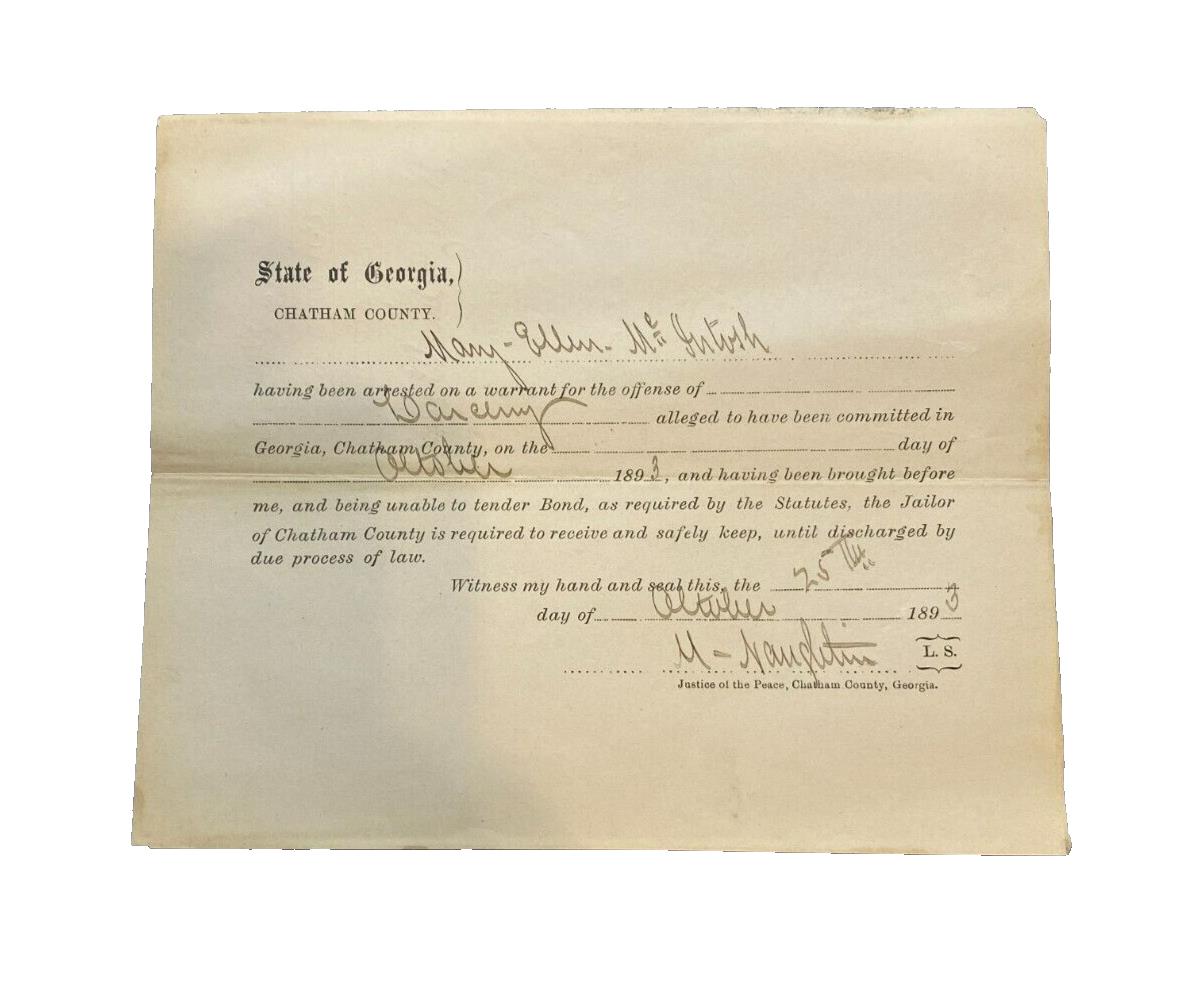 State of Georgia,
CHATHAM COUNTY.
Mary-Ellen-Mc Intosh
having been arrested on a warrant for the offense of
Larceny alleged to have been committed in
Georgia, Chatham County, on the day of
October 1893, and having been brought before
me, and being unable to tender Bond, as required by the Statutes, the Jailor
of Chatham County is required to receive and safely keep, until discharged by
due process of law.
Witness my hand and seal this, the 25th
day of October 1893
M - Naughtin L. S.
Justice of the Peace, Chatham County, Georgia.